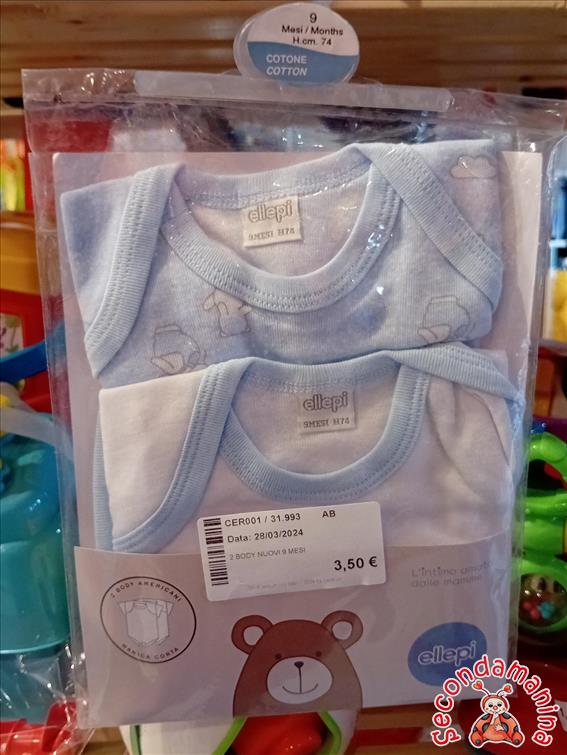 9
Mesi / Months
H.cm. 74
COTONE
COTTON
ellepi
9MESI H74
ellepi
9MESI H74
CER001 / 31.993 AB
Data: 28/03/2024
2 BODY NUOVI 9 MESI
3,50 €
L'intimo amato
dalle mamme
2 BODY AMERICANI
MANICA CORTA
ellepi
Secondamanina